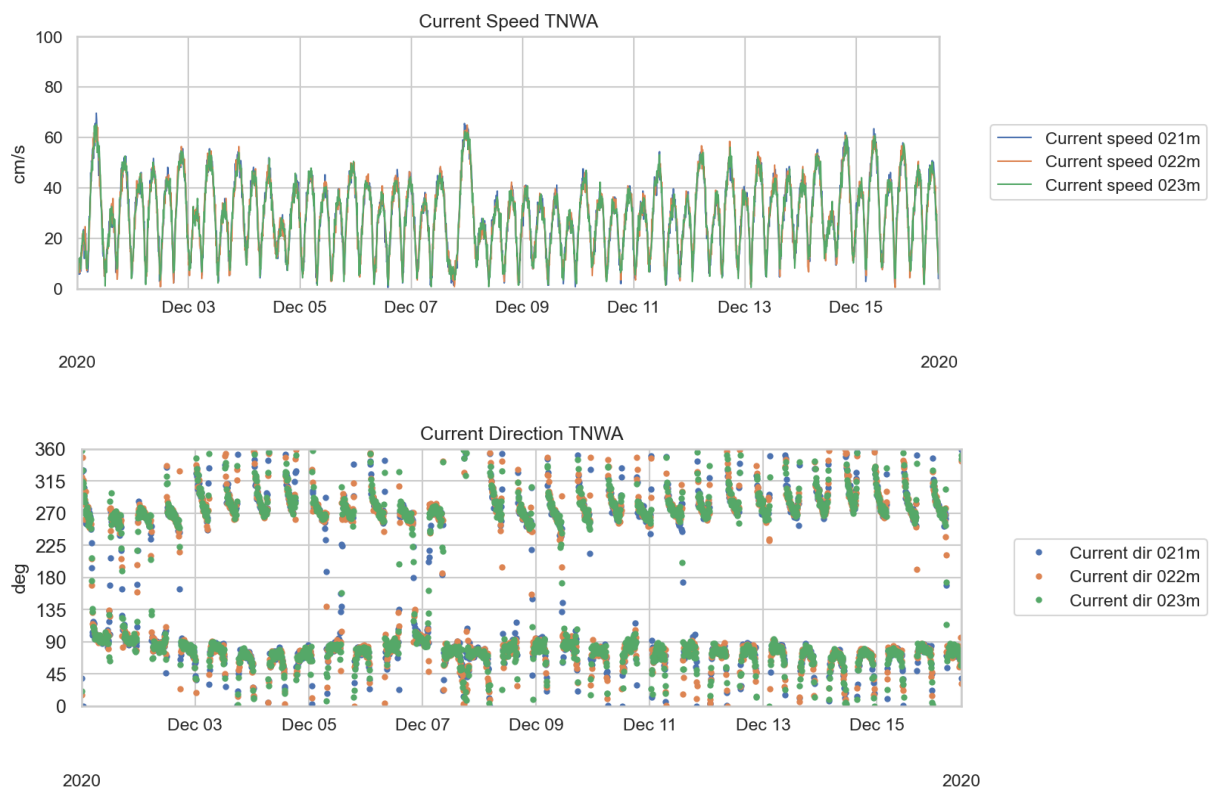 Current Speed TNWA
100
80
60
40
20
0
cm/s
Current speed 021m
Current speed 022m
Current speed 023m
Dec 03 Dec 05 Dec 07 Dec 09 Dec 11 Dec 13 Dec 15
2020 2020
Current Direction TNWA
360
315
270
225
180
135
90
45
0
deg
Current dir 021m
Current dir 022m
Current dir 023m
Dec 03 Dec 05 Dec 07 Dec 09 Dec 11 Dec 13 Dec 15
2020 2020